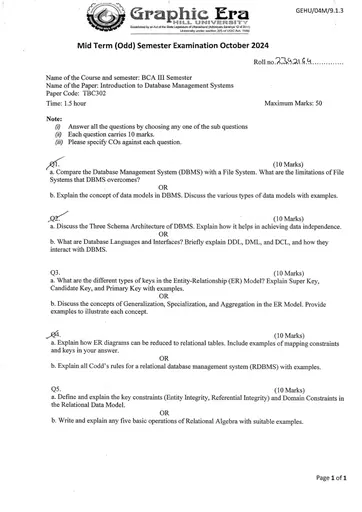 GEHU/04M/9.1.3
Graphic Era
HILL UNIVERSITY
Mid Term (Odd) Semester Examination October 2024
Roll no.2342164
Name of the Course and semester: BCA III Semester
Name of the Paper: Introduction to Database Management Systems
Paper Code: TBC302
Time: 1.5 hour Maximum Marks: 50
Note:
(i) Answer all the questions by choosing any one of the sub questions
(ii) Each question carries 10 marks.
(iii) Please specify COs against each question.
Q1. (10 Marks)
a. Compare the Database Management System (DBMS) with a File System. What are the limitations of File
Systems that DBMS overcomes?
OR
b. Explain the concept of data models in DBMS. Discuss the various types of data models with examples.
Q2. (10 Marks)
a. Discuss the Three Schema Architecture of DBMS. Explain how it helps in achieving data independence.
OR
b. What are Database Languages and Interfaces? Briefly explain DDL, DML, and DCL, and how they
interact with DBMS.
Q3. (10 Marks)
a. What are the different types of keys in the Entity-Relationship (ER) Model? Explain Super Key,
Candidate Key, and Primary Key with examples.
OR
b. Discuss the concepts of Generalization, Specialization, and Aggregation in the ER Model. Provide
examples to illustrate each concept.
Q4. (10 Marks)
a. Explain how ER diagrams can be reduced to relational tables. Include examples of mapping constraints
and keys in your answer.
OR
b. Explain all Codd's rules for a relational database management system (RDBMS) with examples.
Q5. (10 Marks)
a. Define and explain the key constraints (Entity Integrity, Referential Integrity) and Domain Constraints in
the Relational Data Model.
OR
b. Write and explain any five basic operations of Relational Algebra with suitable examples.
Page 1 of 1